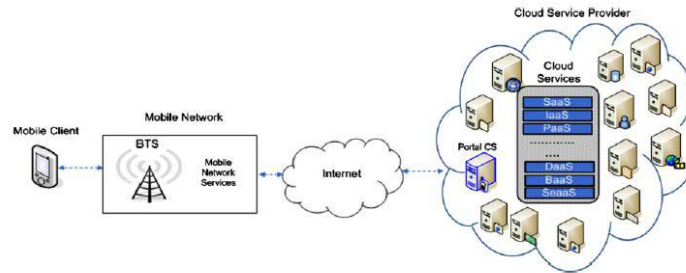 Cloud Service Provider
Cloud
Services
SaaS
IaaS
PaaS
........
....
DaaS
BaaS
SeaaS
Portal CS
Mobile Network
Mobile Client
BTS
Mobile
Network
Services
Internet